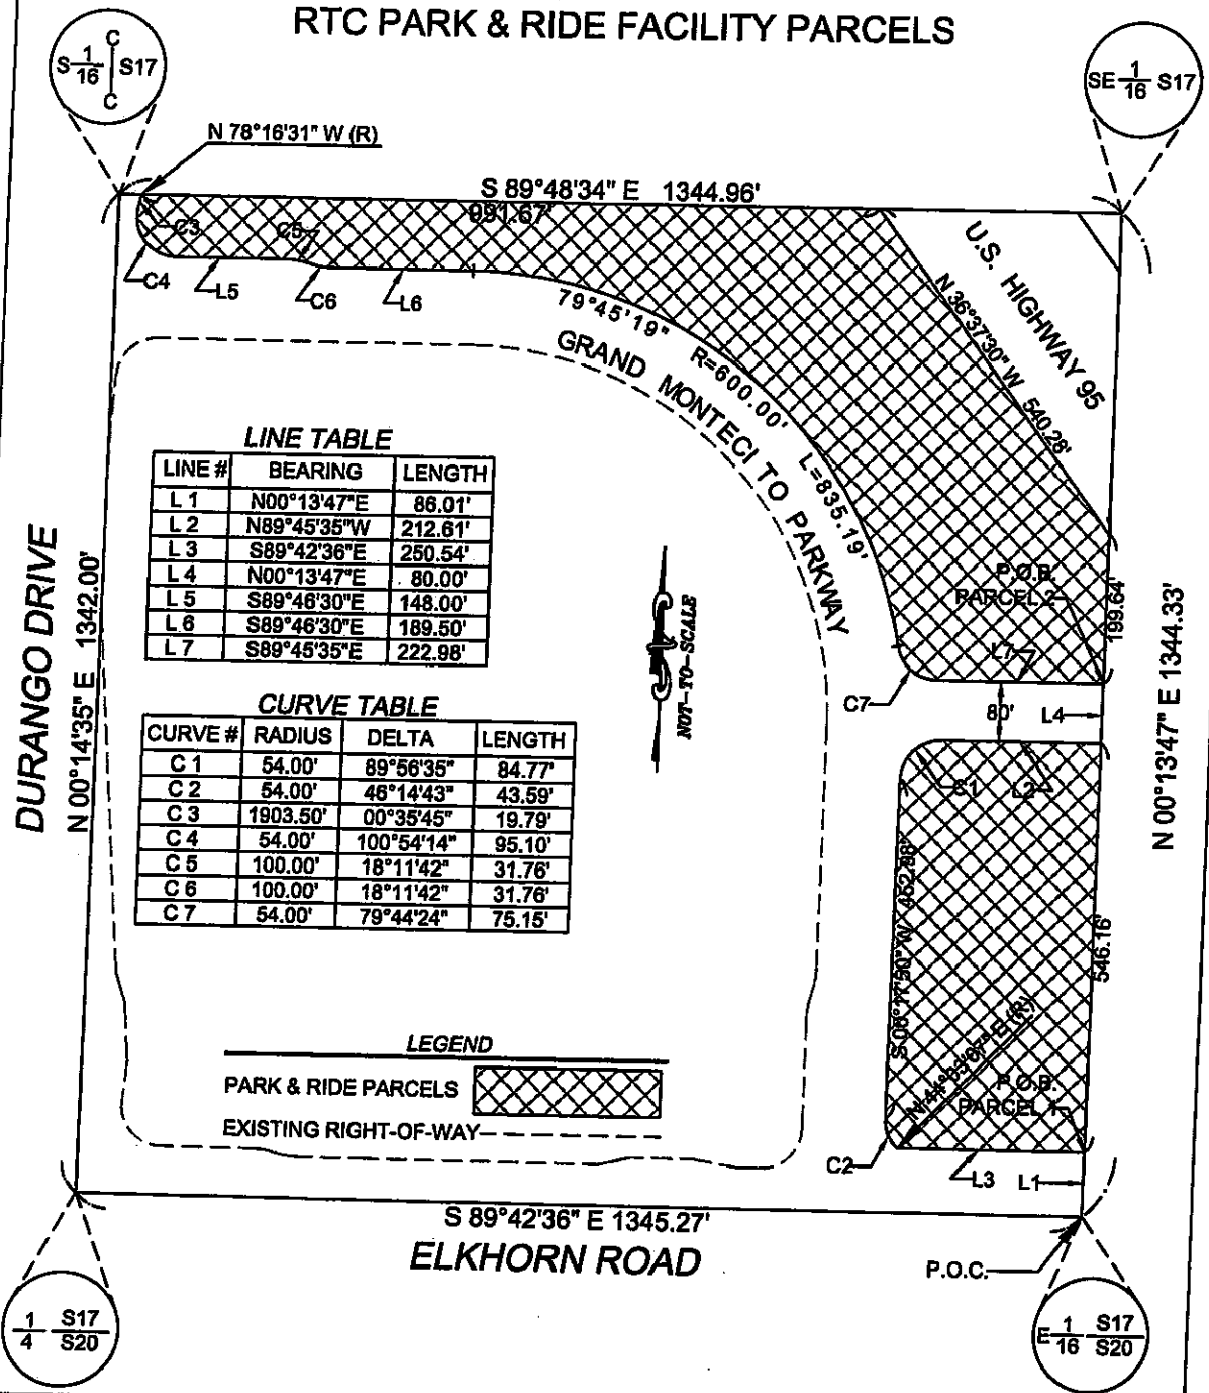 RTC PARK & RIDE FACILITY PARCELS
C
S 1/16 S17
C
SE 1/16 S17
N 78°16'31" W (R)
S 89°48'34" E 1344.96'
991.67'
C3
C5
C4
L5
C6
L6
U.S. HIGHWAY 95
N 36°37'30" W 540.28'
79°45'19" R=600.00' L=835.19'
GRAND MONTECI TO PARKWAY
LINE TABLE
LINE # BEARING LENGTH
L 1 N00°13'47"E 86.01'
L 2 N89°45'35"W 212.61'
L 3 S89°42'36"E 250.54'
L 4 N00°13'47"E 80.00'
L 5 S89°46'30"E 148.00'
L 6 S89°46'30"E 189.50'
L 7 S89°45'35"E 222.98'
DURANGO DRIVE
N 00°14'35" E 1342.00'
NOT-TO-SCALE
P.O.B.
PARCEL 2
199.64'
N 00°13'47" E 1344.33'
L7
C7
80'
L4
CURVE TABLE
CURVE # RADIUS DELTA LENGTH
C 1 54.00' 89°56'35" 84.77'
C 2 54.00' 46°14'43" 43.59'
C 3 1903.50' 00°35'45" 19.79'
C 4 54.00' 100°54'14" 95.10'
C 5 100.00' 18°11'42" 31.76'
C 6 100.00' 18°11'42" 31.76'
C 7 54.00' 79°44'24" 75.15'
C1
L2
546.16'
P.O.B.
PARCEL 1
LEGEND
PARK & RIDE PARCELS
EXISTING RIGHT-OF-WAY
C2
L3
L1
S 89°42'36" E 1345.27'
ELKHORN ROAD
P.O.C.
1/4 S17/S20
E 1/16 S17/S20